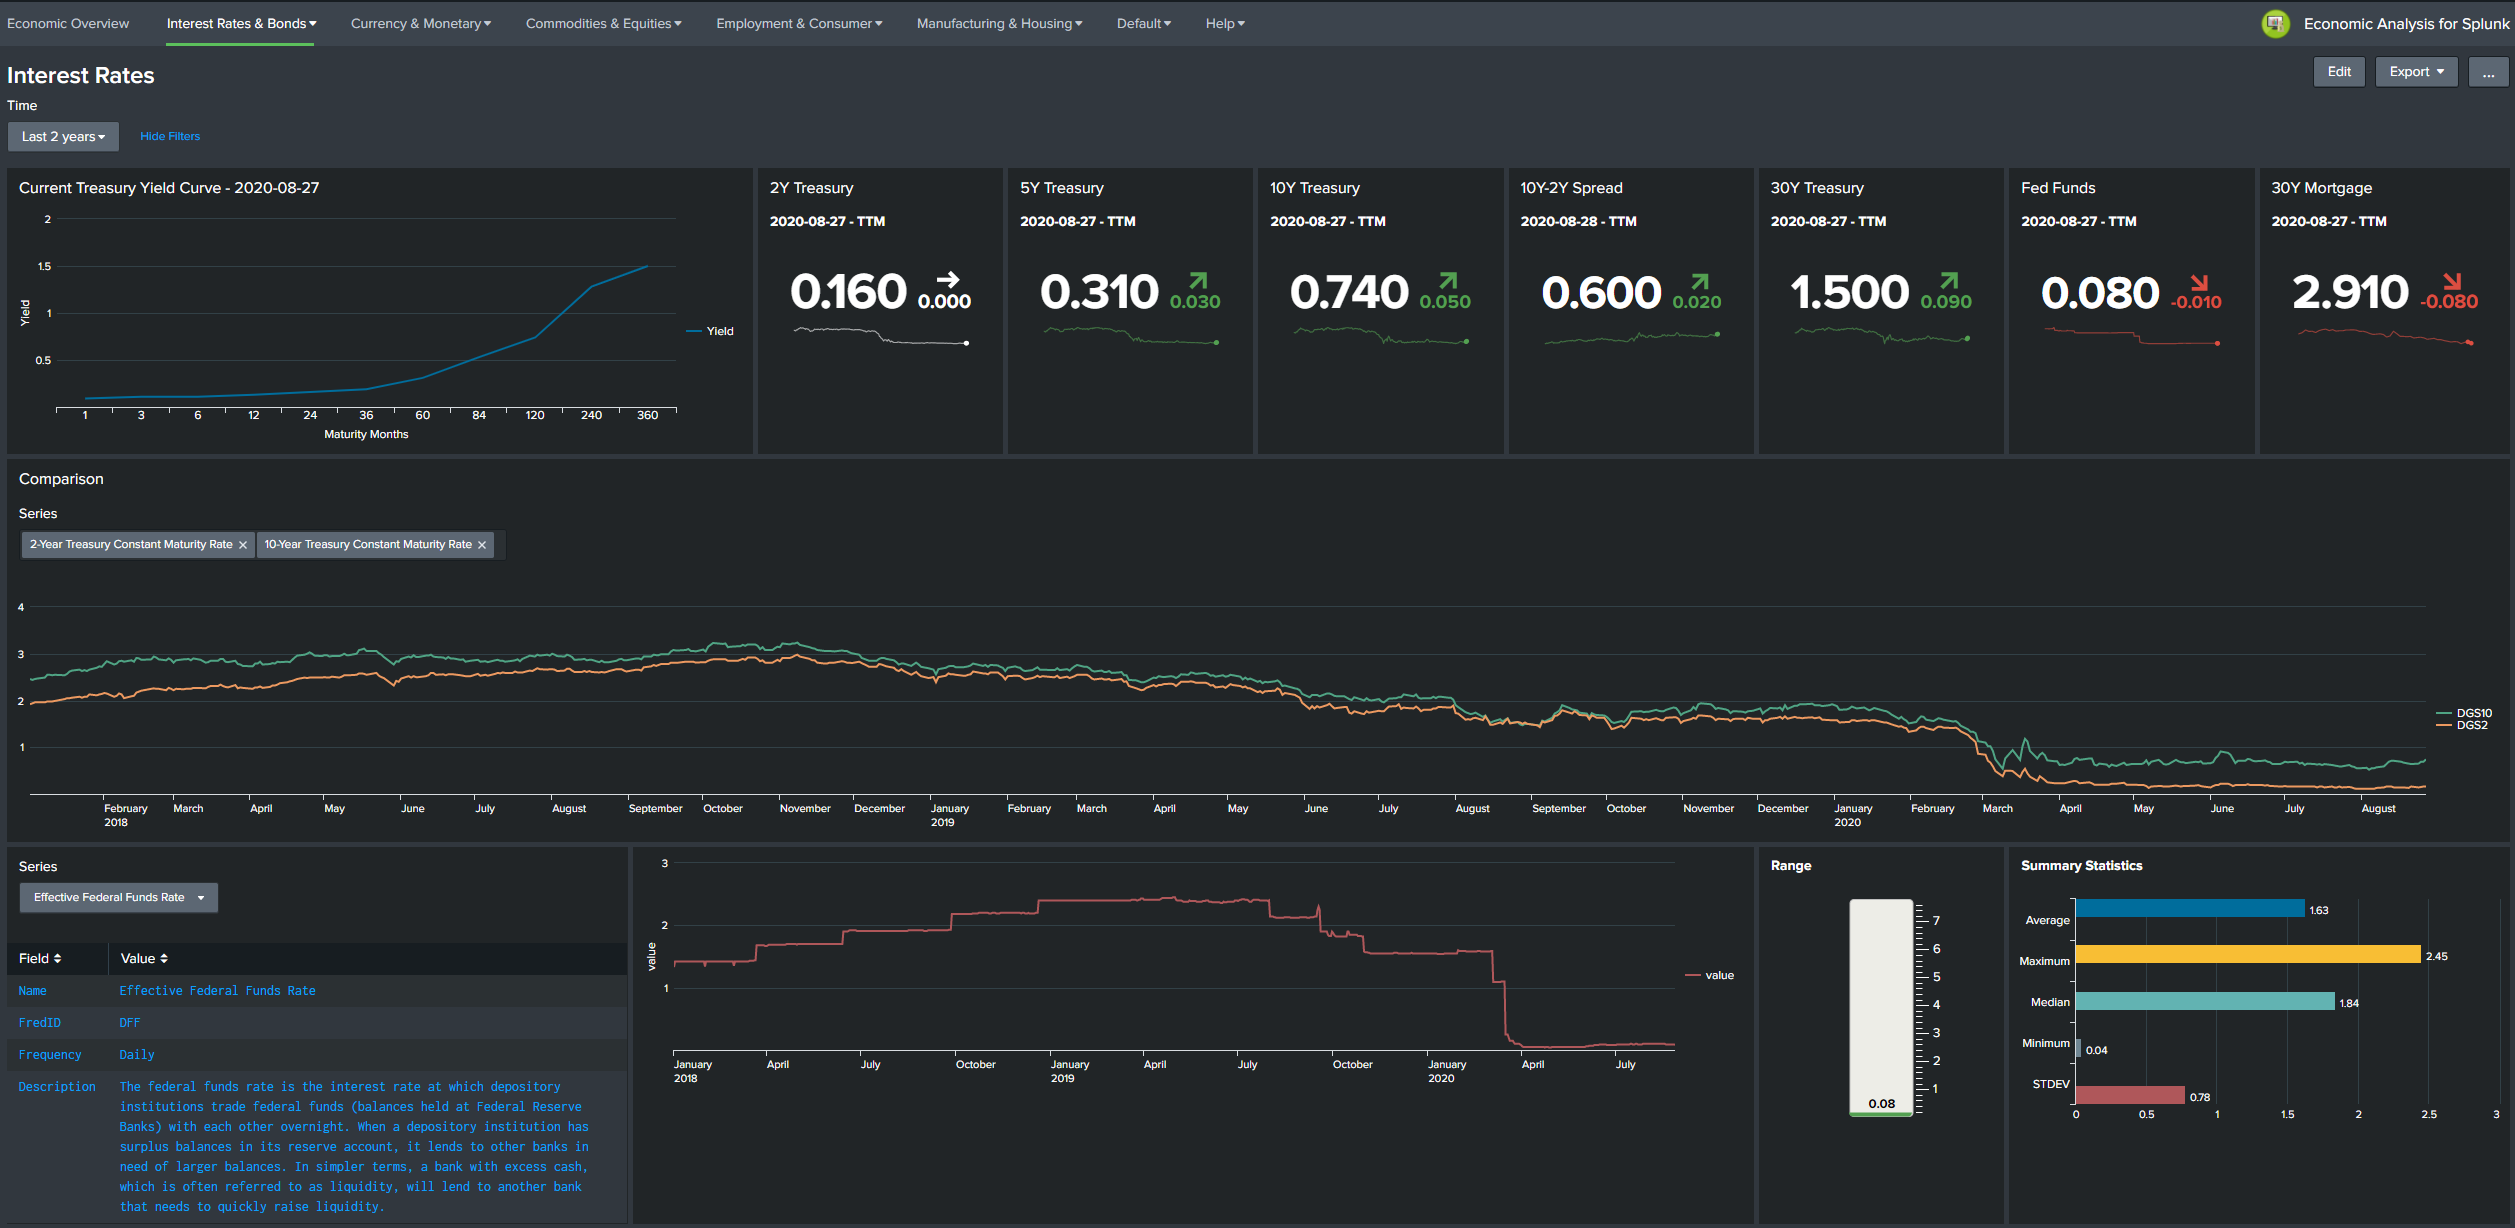 Economic Overview
Interest Rates & Bonds
Currency & Monetary
Commodities & Equities
Employment & Consumer
Manufacturing & Housing
Default
Help
Economic Analysis for Splunk
Interest Rates
Edit
Export
...
Time
Last 2 years
Hide Filters
Current Treasury Yield Curve - 2020-08-27
2
1.5
1
0.5
Yield
1 3 6 12 24 36 60 84 120 240 360
Maturity Months
Yield
2Y Treasury
2020-08-27 - TTM
0.160
0.000
5Y Treasury
2020-08-27 - TTM
0.310
0.030
10Y Treasury
2020-08-27 - TTM
0.740
0.050
10Y-2Y Spread
2020-08-28 - TTM
0.600
0.020
30Y Treasury
2020-08-27 - TTM
1.500
0.090
Fed Funds
2020-08-27 - TTM
0.080
-0.010
30Y Mortgage
2020-08-27 - TTM
2.910
-0.080
Comparison
Series
2-Year Treasury Constant Maturity Rate
10-Year Treasury Constant Maturity Rate
4
3
2
1
DGS10
DGS2
February March April May June July August September October November December January February March April May June July August September October November December January February March April May June July August
2018 2019 2020
Series
Effective Federal Funds Rate
Field Value
Name Effective Federal Funds Rate
FredID DFF
Frequency Daily
Description The federal funds rate is the interest rate at which depository
institutions trade federal funds (balances held at Federal Reserve
Banks) with each other overnight. When a depository institution has
surplus balances in its reserve account, it lends to other banks in
need of larger balances. In simpler terms, a bank with excess cash,
which is often referred to as liquidity, will lend to another bank
that needs to quickly raise liquidity.
3
2
1
value
value
January April July October January April July October January April July
2018 2019 2020
Range
7
6
5
4
3
2
1
0.08
Summary Statistics
Average 1.63
Maximum 2.45
Median 1.84
Minimum 0.04
STDEV 0.78
0 0.5 1 1.5 2 2.5 3